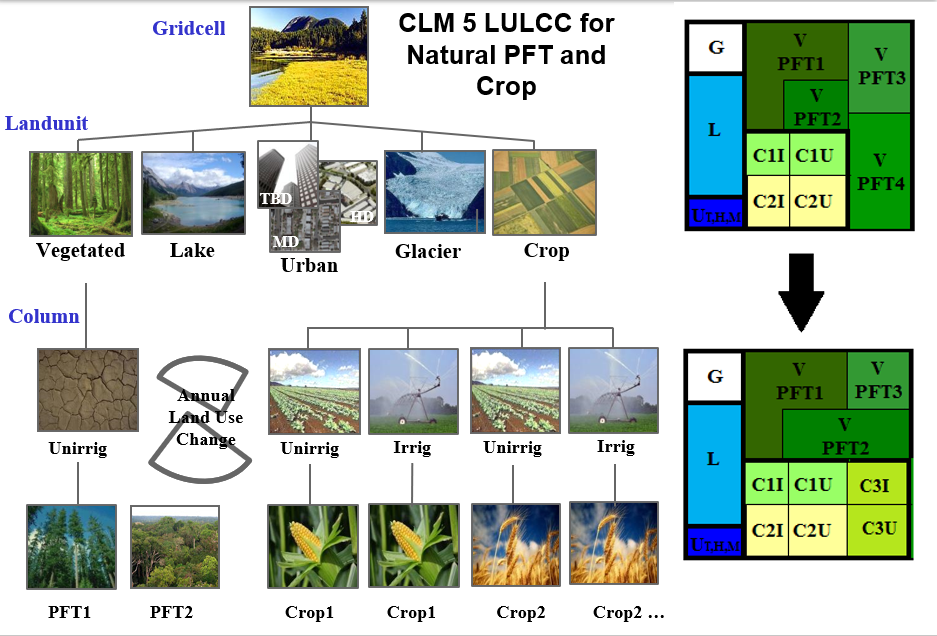 Gridcell
CLM 5 LULCC for
Natural PFT and
Crop
Landunit
TBD
HD
MD
Vegetated
Lake
Urban
Glacier
Crop
Column
Annual
Land Use
Change
Unirrig
Unirrig
Irrig
Unirrig
Irrig
PFT1
PFT2
Crop1
Crop1
Crop2
Crop2 ...
G
V
PFT1
V
PFT3
V
PFT2
L
C1I
C1U
V
PFT4
C2I
C2U
UT,H,M
G
V
PFT1
V
PFT3
V
PFT2
L
C1I
C1U
C3I
C2I
C2U
C3U
UT,H,M